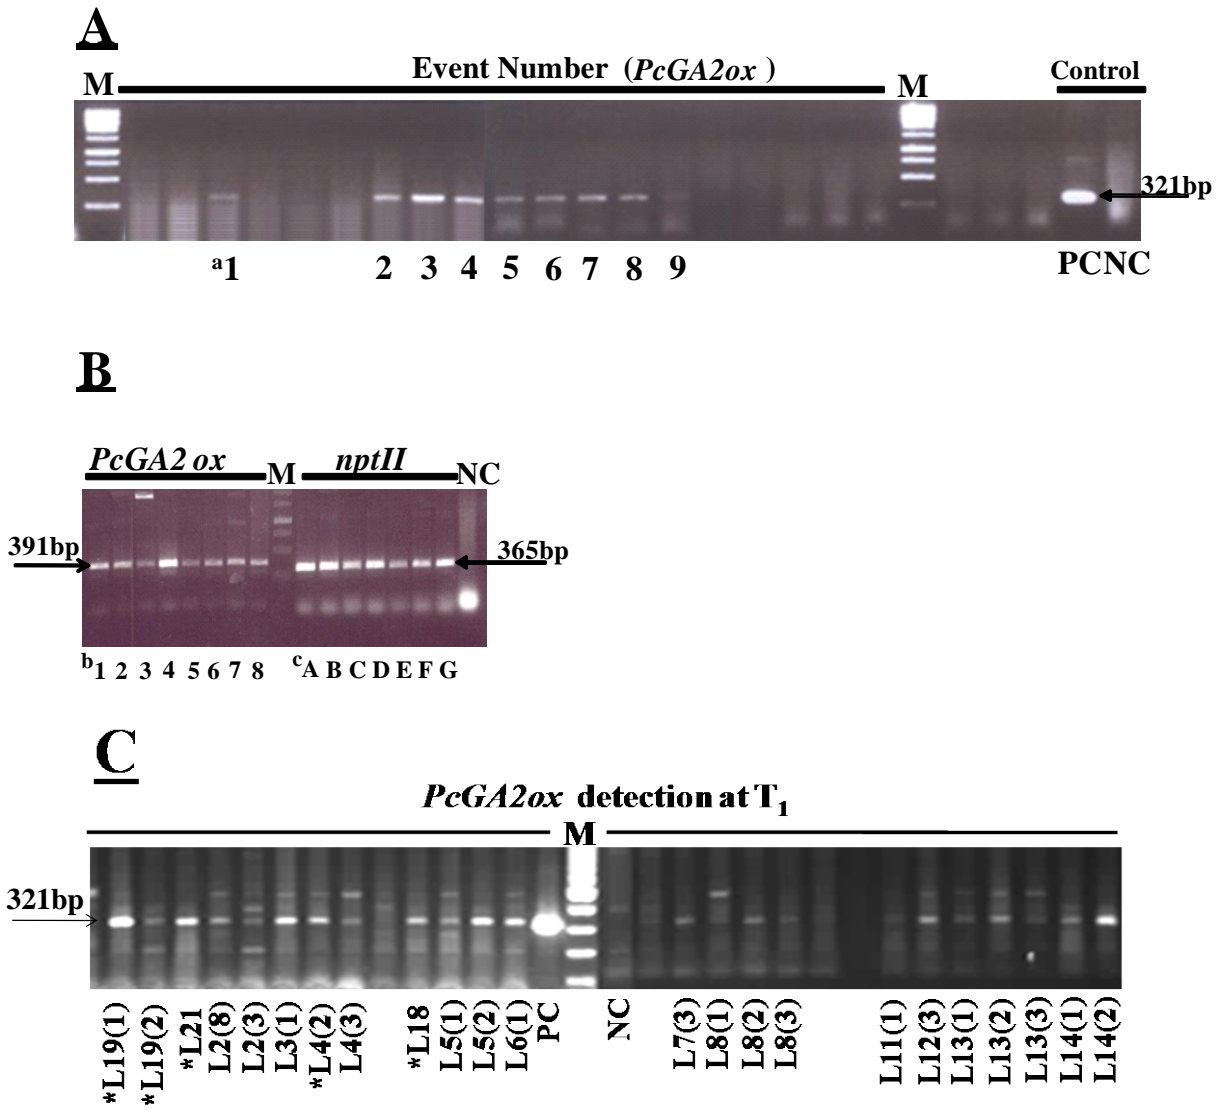 A
Event Number (PcGA2ox )
Control
M
M
321bp
a1 2 3 4 5 6 7 8 9 PCNC
B
PcGA2 ox M nptII NC
391bp
365bp
b1 2 3 4 5 6 7 8 cA B C D E F G
C
PcGA2ox detection at T1
M
321bp
*L19(1)
*L19(2)
*L21
L2(8)
L2(3)
L3(1)
*L4(2)
L4(3)
*L18
L5(1)
L5(2)
L6(1)
PC
NC
L7(3)
L8(1)
L8(2)
L8(3)
L11(1)
L12(3)
L13(1)
L13(2)
L13(3)
L14(1)
L14(2)